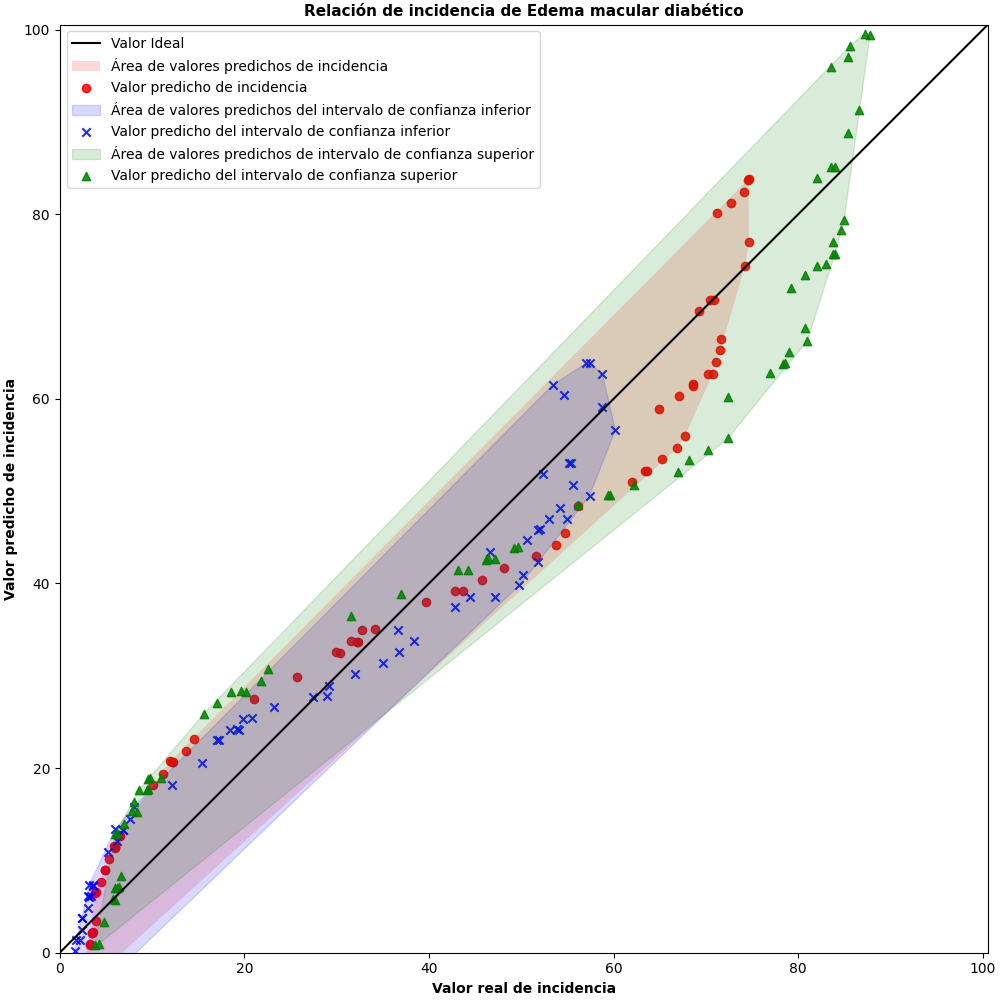 Relación de incidencia de Edema macular diabético
Valor Ideal
Área de valores predichos de incidencia
Valor predicho de incidencia
Área de valores predichos del intervalo de confianza inferior
Valor predicho del intervalo de confianza inferior
Área de valores predichos de intervalo de confianza superior
Valor predicho del intervalo de confianza superior
Valor predicho de incidencia
100
80
60
40
20
0
0 20 40 60 80 100
Valor real de incidencia